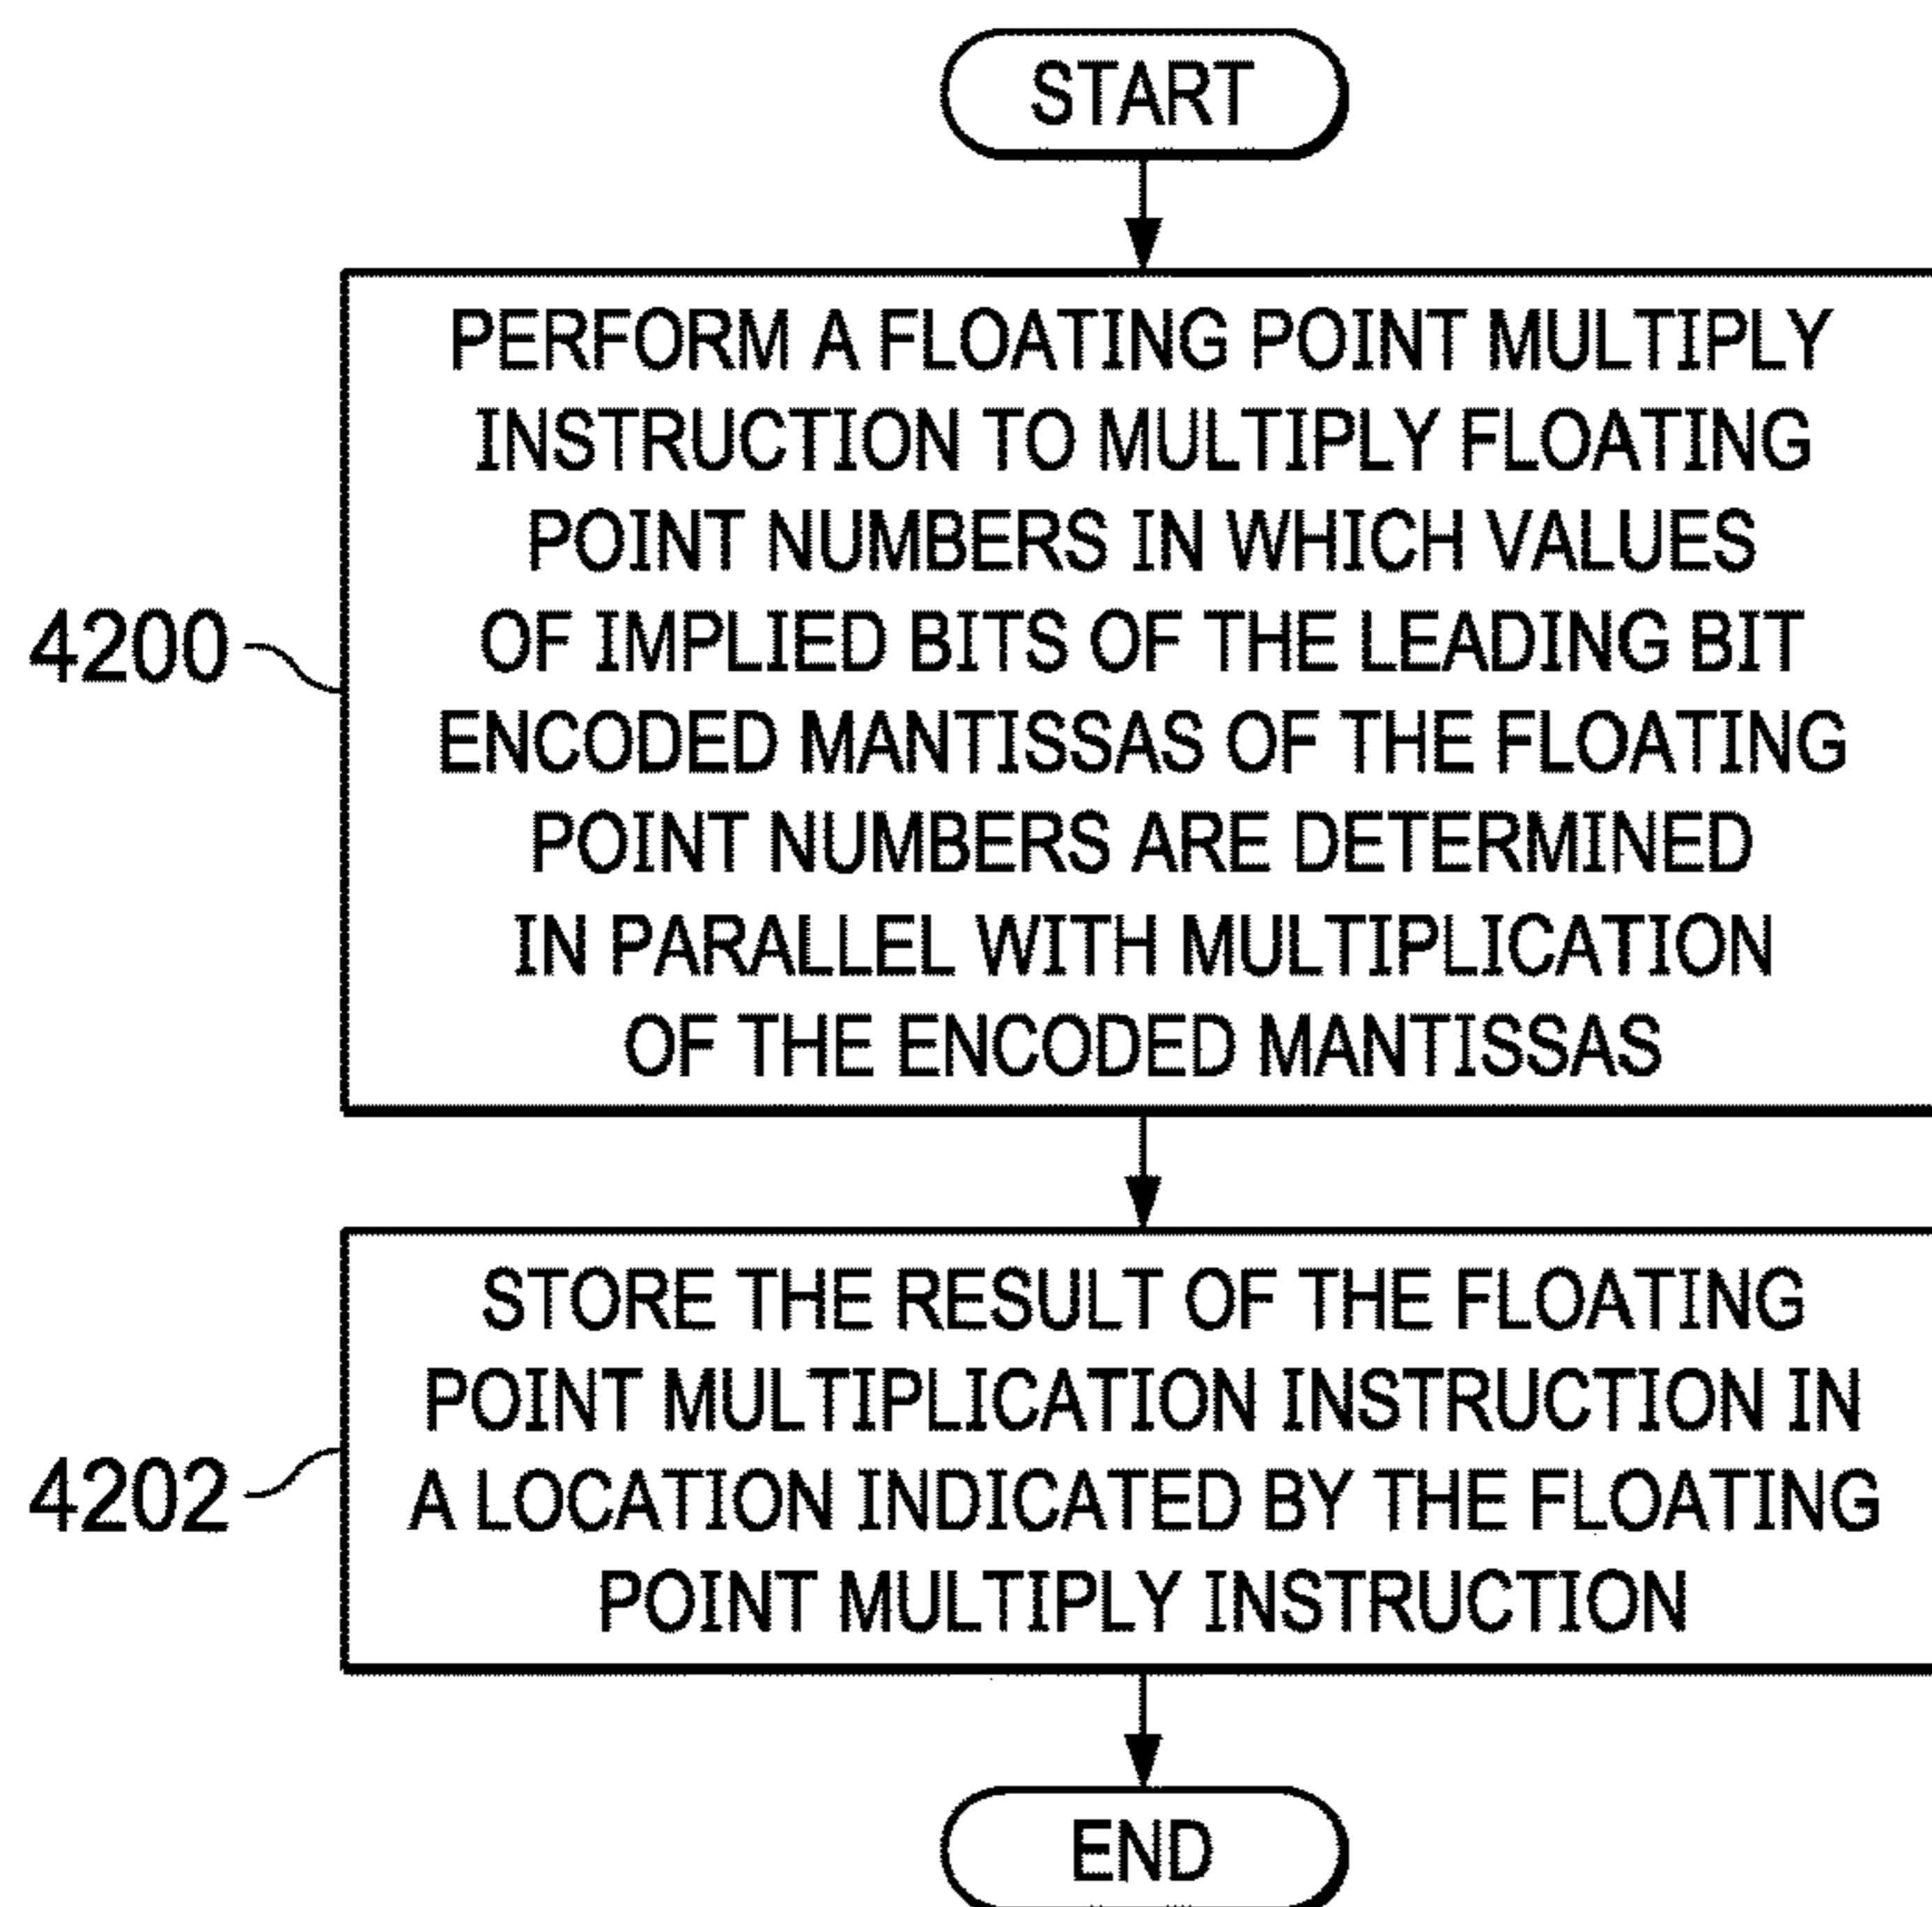 START
PERFORM A FLOATING POINT MULTIPLY
INSTRUCTION TO MULTIPLY FLOATING
POINT NUMBERS IN WHICH VALUES
OF IMPLIED BITS OF THE LEADING BIT
4200
ENCODED MANTISSAS OF THE FLOATING
POINT NUMBERS ARE DETERMINED
IN PARALLEL WITH MULTIPLICATION
OF THE ENCODED MANTISSAS
STORE THE RESULT OF THE FLOATING
POINT MULTIPLICATION INSTRUCTION IN
4202
A LOCATION INDICATED BY THE FLOATING
POINT MULTIPLY INSTRUCTION
END